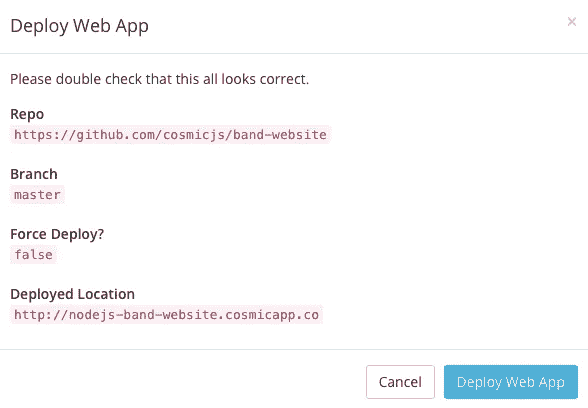 Deploy Web App
×
Please double check that this all looks correct.
Repo
https://github.com/cosmicjs/band-website
Branch
master
Force Deploy?
false
Deployed Location
http://nodejs-band-website.cosmicapp.co
Cancel Deploy Web App